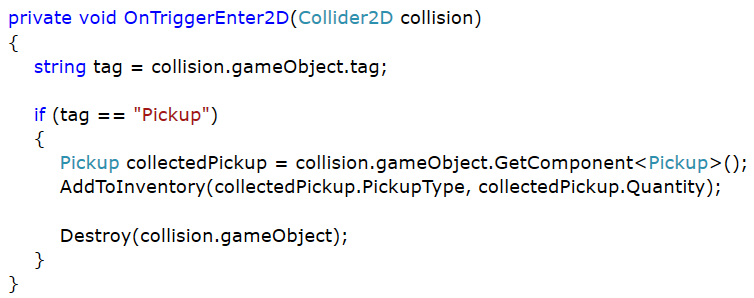 private void OnTriggerEnter2D(Collider2D collision)
{
string tag = collision.gameObject.tag;
if (tag == "Pickup")
{
Pickup collectedPickup = collision.gameObject.GetComponent<Pickup>();
AddToInventory(collectedPickup.PickupType, collectedPickup.Quantity);
Destroy(collision.gameObject);
}
}